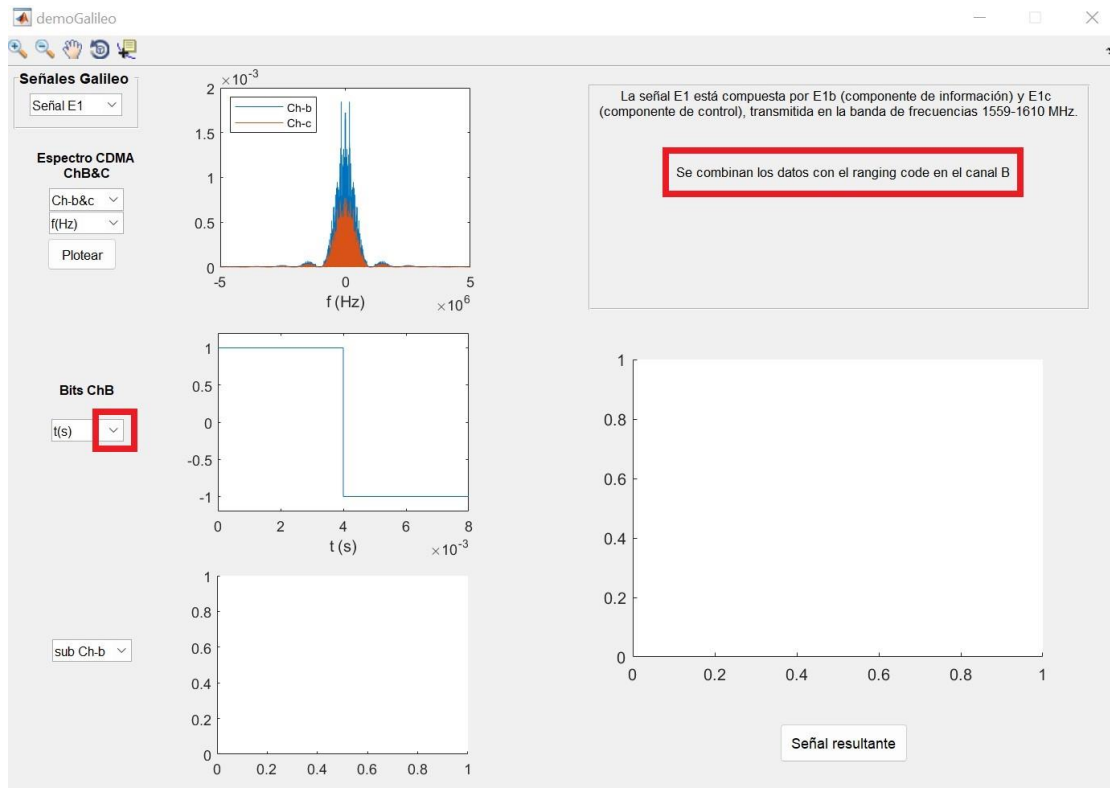 demoGalileo
Señales Galileo
Señal E1
Espectro CDMA
ChB&C
Ch-b&c
f(Hz)
Plotear
×10-3
2
1.5
1
0.5
0
Ch-b
Ch-c
-5
0
5
f (Hz)
×106
La señal E1 está compuesta por E1b (componente de información) y E1c
(componente de control), transmitida en la banda de frecuencias 1559-1610 MHz.
Se combinan los datos con el ranging code en el canal B
Bits ChB
t(s)
1
0.5
0
-0.5
-1
0
2
4
6
8
t (s)
×10-3
sub Ch-b
1
0.8
0.6
0.4
0.2
0
0
0.2
0.4
0.6
0.8
1
1
0.8
0.6
0.4
0.2
0
0
0.2
0.4
0.6
0.8
1
Señal resultante